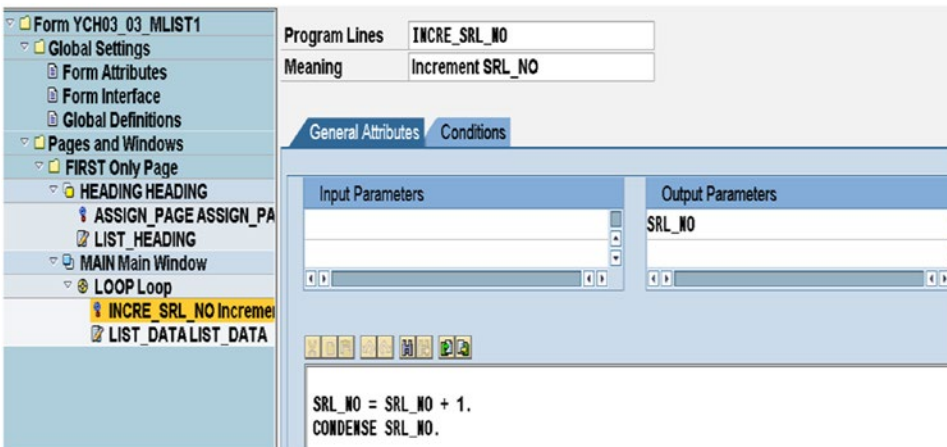 Form YCH03_03_MLIST1
Global Settings
Form Attributes
Form Interface
Global Definitions
Pages and Windows
FIRST Only Page
HEADING HEADING
ASSIGN_PAGE ASSIGN_PA
LIST_HEADING
MAIN Main Window
LOOP Loop
INCRE_SRL_NO Incremen
LIST_DATA LIST_DATA
Program Lines INCRE_SRL_NO
Meaning Increment SRL_NO
General Attributes Conditions
Input Parameters Output Parameters
SRL_NO
SRL_NO = SRL_NO + 1.
CONDENSE SRL_NO.